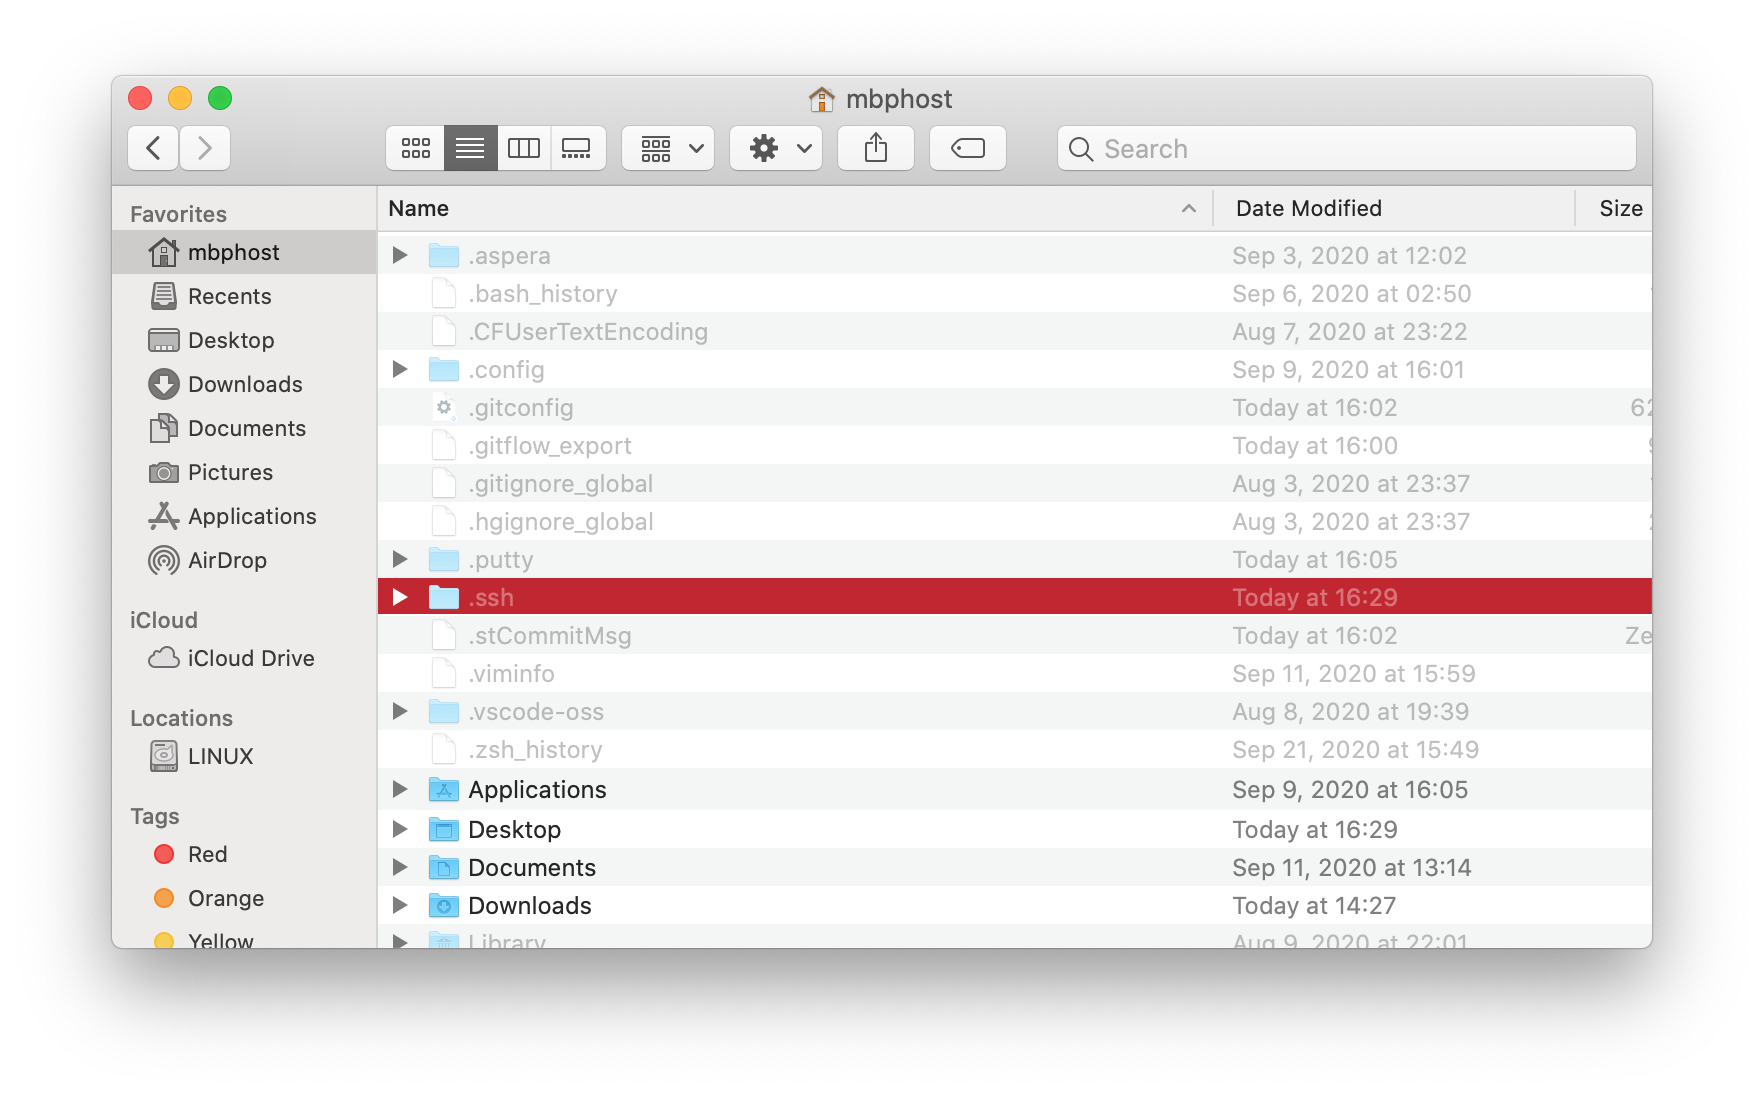 mbphost
Search
Favorites
mbphost
Recents
Desktop
Downloads
Documents
Pictures
Applications
AirDrop
iCloud
iCloud Drive
Locations
LINUX
Tags
Red
Orange
Yellow
Name Date Modified Size
.aspera Sep 3, 2020 at 12:02
.bash_history Sep 6, 2020 at 02:50
.CFUserTextEncoding Aug 7, 2020 at 23:22
.config Sep 9, 2020 at 16:01
.gitconfig Today at 16:02 62
.gitflow_export Today at 16:00
.gitignore_global Aug 3, 2020 at 23:37
.hgignore_global Aug 3, 2020 at 23:37
.putty Today at 16:05
.ssh Today at 16:29
.stCommitMsg Today at 16:02 Ze
.viminfo Sep 11, 2020 at 15:59
.vscode-oss Aug 8, 2020 at 19:39
.zsh_history Sep 21, 2020 at 15:49
Applications Sep 9, 2020 at 16:05
Desktop Today at 16:29
Documents Sep 11, 2020 at 13:14
Downloads Today at 14:27
Library Aug 9, 2020 at 22:01